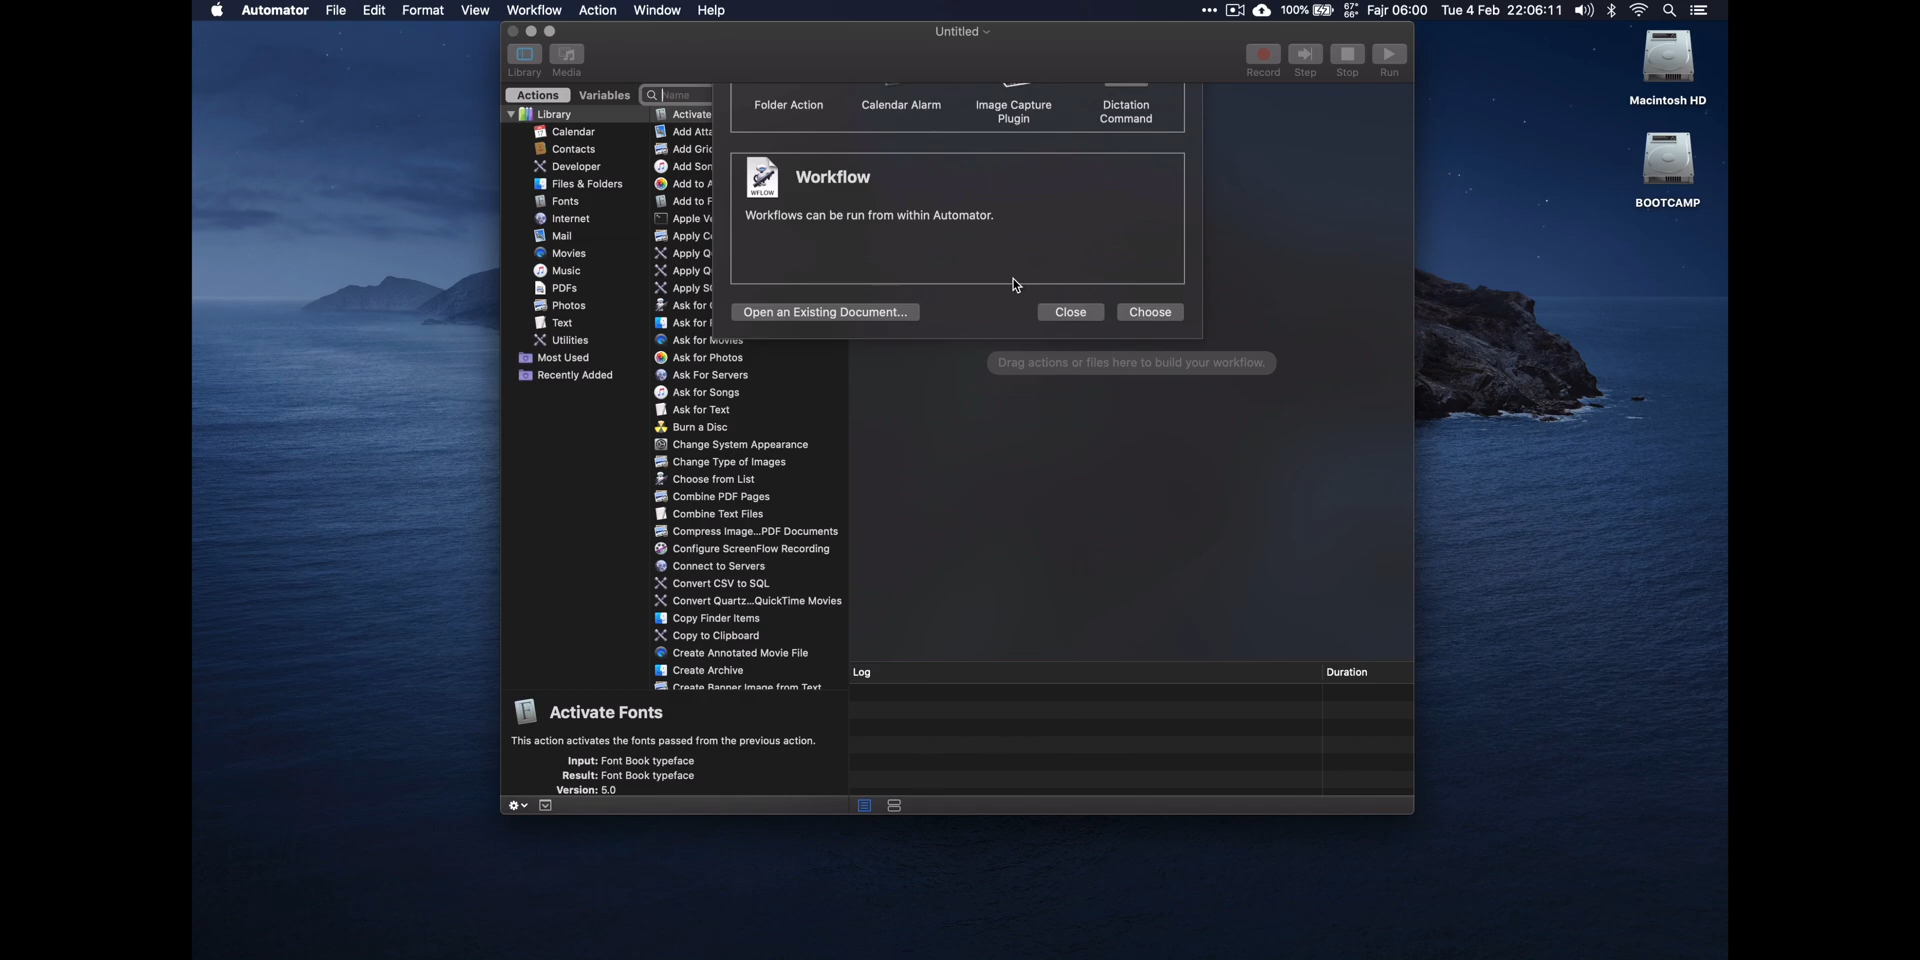 Automator File Edit Format View Workflow Action Window Help
100% 67° 66° Fajr 06:00 Tue 4 Feb 22:06:11
Untitled
Library Media
Record Step Stop Run
Actions Variables Name
Library
Calendar
Contacts
Developer
Files & Folders
Fonts
Internet
Mail
Movies
Music
PDFs
Photos
Text
Utilities
Most Used
Recently Added
Activate
Add Atta
Add Grid
Add Son
Add to A
Add to F
Apple Ve
Apply C
Apply Q
Apply Q
Apply S
Ask for
Ask for
Ask for Movies
Ask for Photos
Ask For Servers
Ask for Songs
Ask for Text
Burn a Disc
Change System Appearance
Change Type of Images
Choose from List
Combine PDF Pages
Combine Text Files
Compress Image...PDF Documents
Configure ScreenFlow Recording
Connect to Servers
Convert CSV to SQL
Convert Quartz...QuickTime Movies
Copy Finder Items
Copy to Clipboard
Create Annotated Movie File
Create Archive
Create Banner Image from Text
Folder Action
Calendar Alarm
Image Capture Plugin
Dictation Command
WFLOW
Workflow
Workflows can be run from within Automator.
Open an Existing Document...
Close
Choose
Drag actions or files here to build your workflow.
Log
Duration
Activate Fonts
This action activates the fonts passed from the previous action.
Input: Font Book typeface
Result: Font Book typeface
Version: 5.0
Macintosh HD
BOOTCAMP